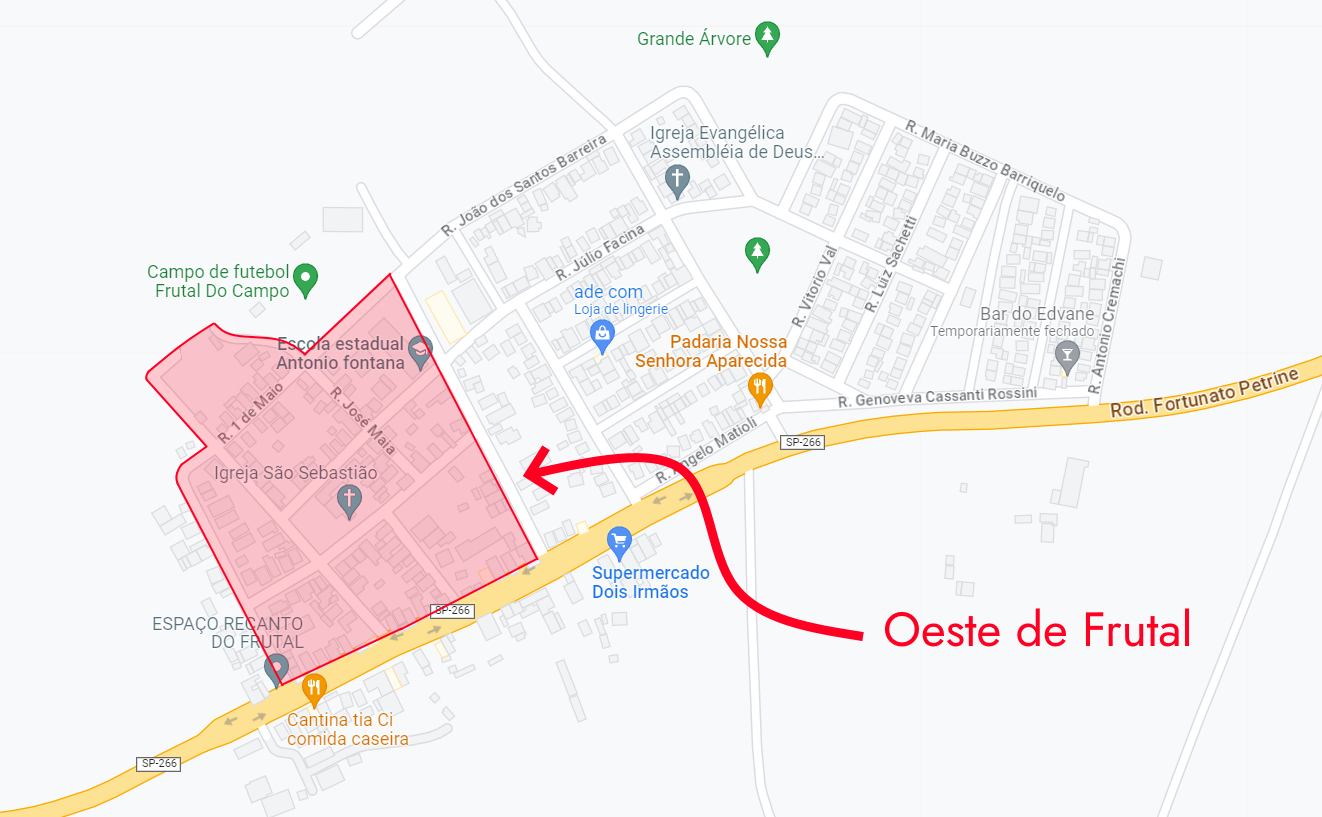 Grande Árvore
Igreja Evangélica
Assembléia de Deus...
R. Maria Buzzo Barriquelo
R. João dos Santos Barreira
R. Júlio Facina
R. Vitorio Val
R. Luiz Sachetti
R. Antonio Cremachi
Campo de futebol
Frutal Do Campo
ade com
Loja de lingerie
Bar do Edvane
Temporariamente fechado
Escola estadual
Antonio fontana
Padaria Nossa
Senhora Aparecida
R. 1 de Maio
R. José Maia
R. Genoveva Cassanti Rossini
Rod. Fortunato Petrine
R. Angelo Matioli
SP-266
Igreja São Sebastião
Supermercado
Dois Irmãos
SP-266
Oeste de Frutal
ESPAÇO RECANTO
DO FRUTAL
Cantina tia Ci
comida caseira
SP-266